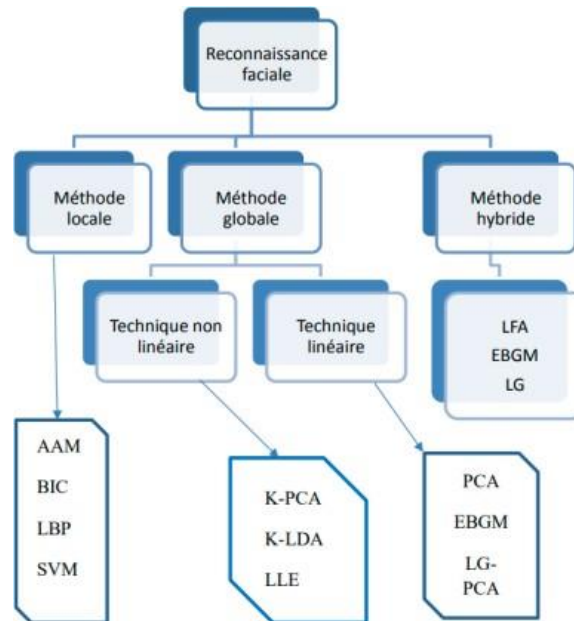 Reconnaissance
faciale
Méthode
locale
Méthode
globale
Méthode
hybride
Technique non
linéaire
Technique
linéaire
LFA
EBGM
LG
AAM
BIC
LBP
SVM
K-PCA
K-LDA
LLE
PCA
EBGM
LG-
PCA